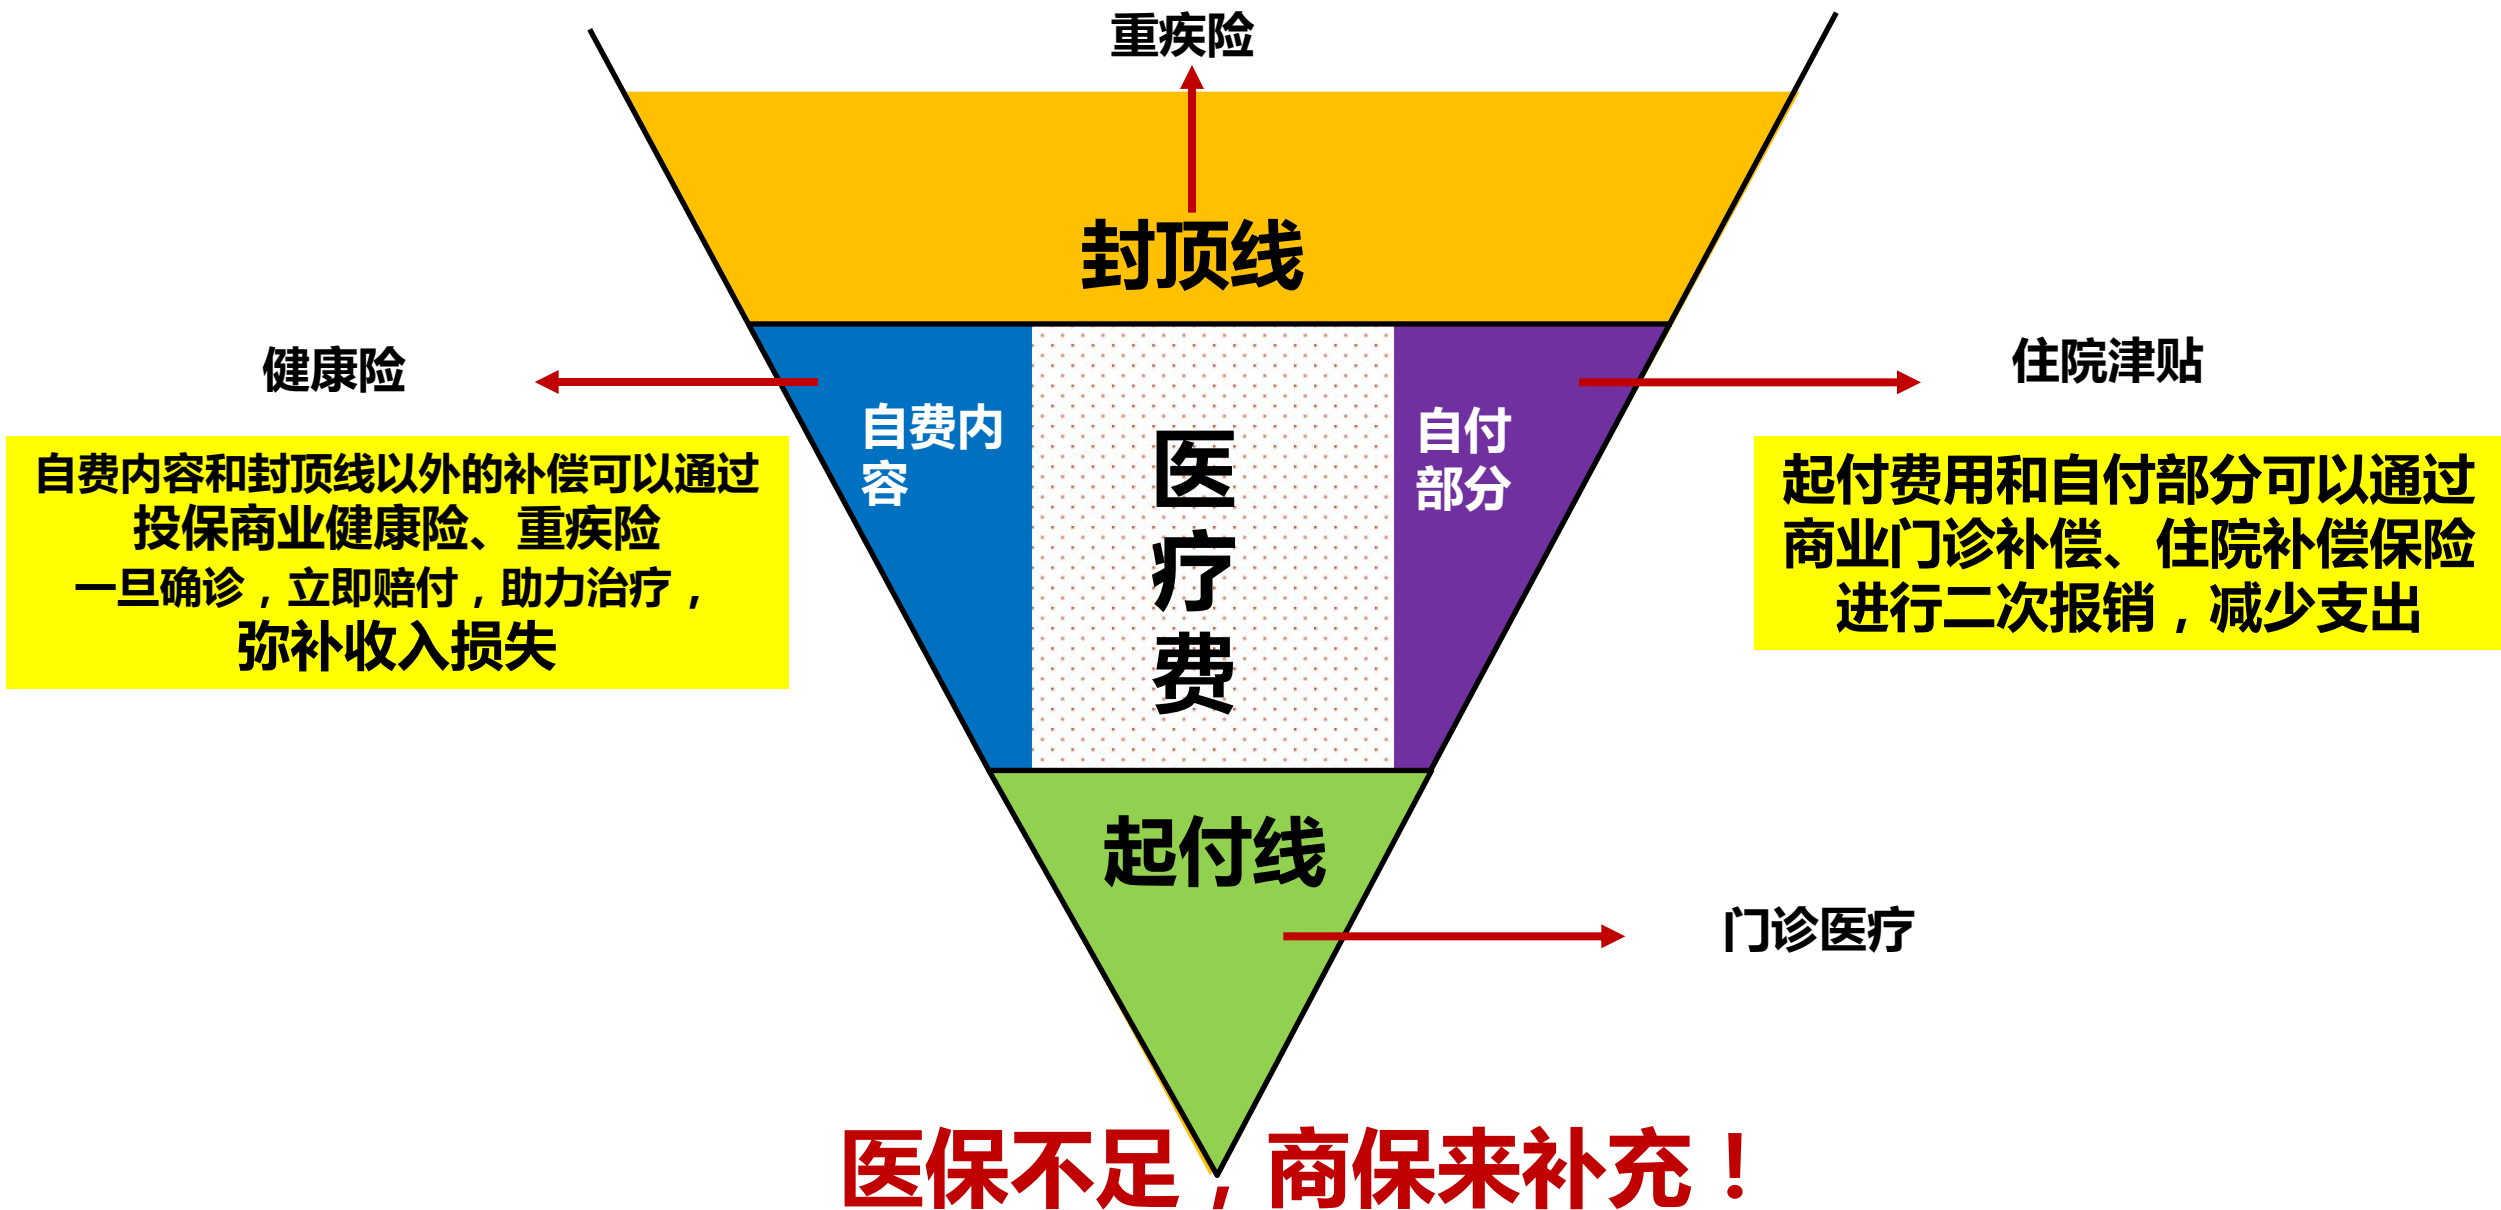 重疾险
封顶线
健康险
住院津贴
自费内
容
自付
部分
医
疗
费
自费内容和封顶线以外的补偿可以通过
投保商业健康险、重疾险
一旦确诊，立即赔付，助力治疗，
弥补收入损失
起付费用和自付部分可以通过
商业门诊补偿、住院补偿保险
进行二次报销，减少支出
起付线
门诊医疗
医保不足，商保来补充！